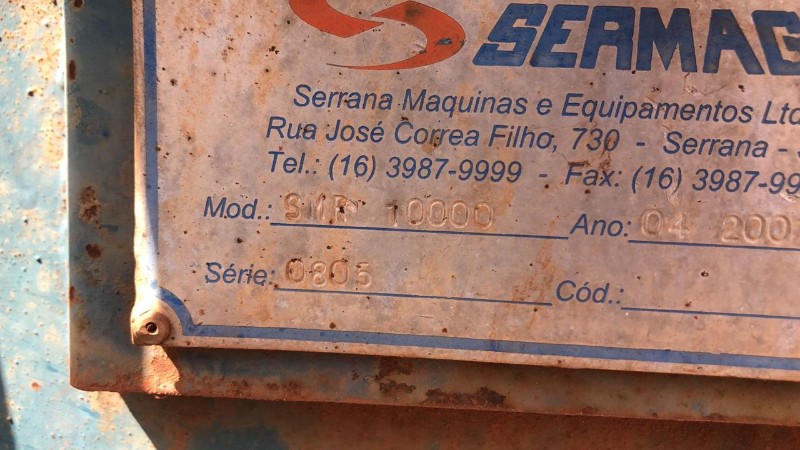 SERMAG
Serrana Maquinas e Equipamentos Ltd
Rua José Correa Filho, 730 - Serrana -
Tel.: (16) 3987-9999 - Fax: (16) 3987-99
Mod.: SMR 10000 Ano: 04 200
Série: 0805 Cód.: